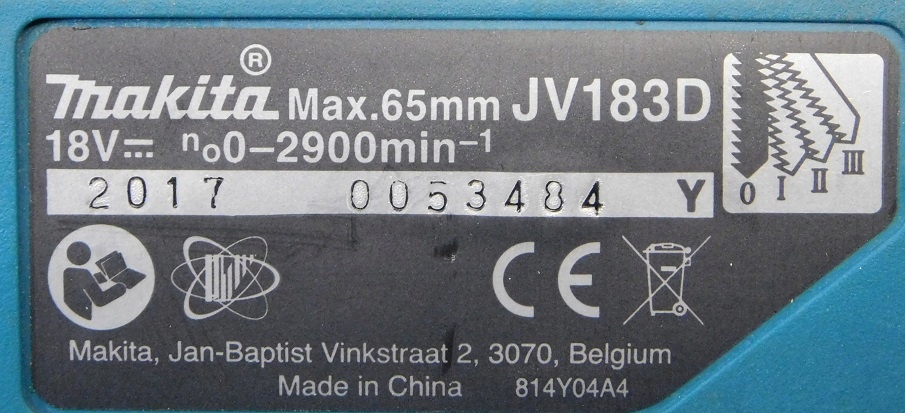 makita® Max.65mm JV183D
18V⎓ n₀0–2900min⁻¹
2017 0053484 Y
0 I II III
CE
Makita, Jan-Baptist Vinkstraat 2, 3070, Belgium
Made in China 814Y04A4